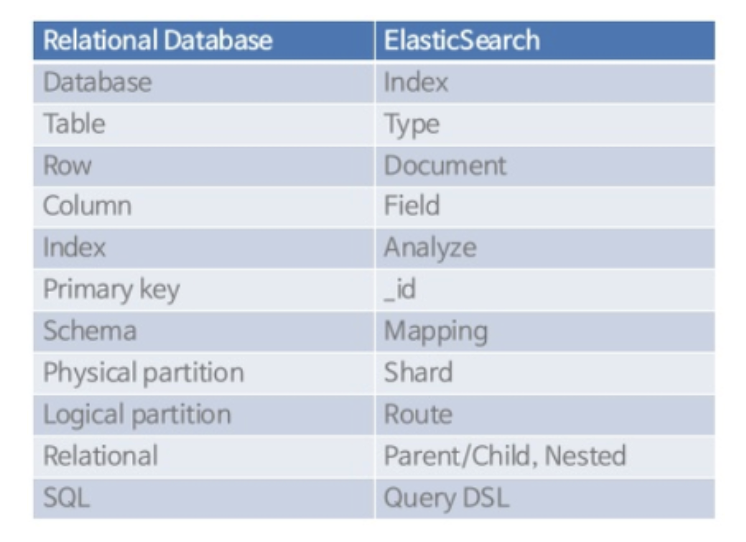 Relational Database ElasticSearch
Database Index
Table Type
Row Document
Column Field
Index Analyze
Primary key _id
Schema Mapping
Physical partition Shard
Logical partition Route
Relational Parent/Child, Nested
SQL Query DSL